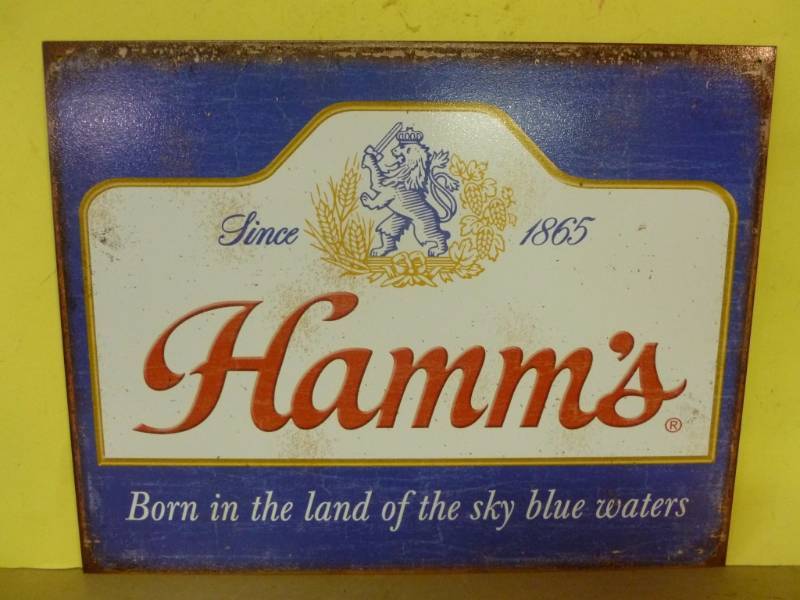 Since 1865
Hamm's®
Born in the land of the sky blue waters